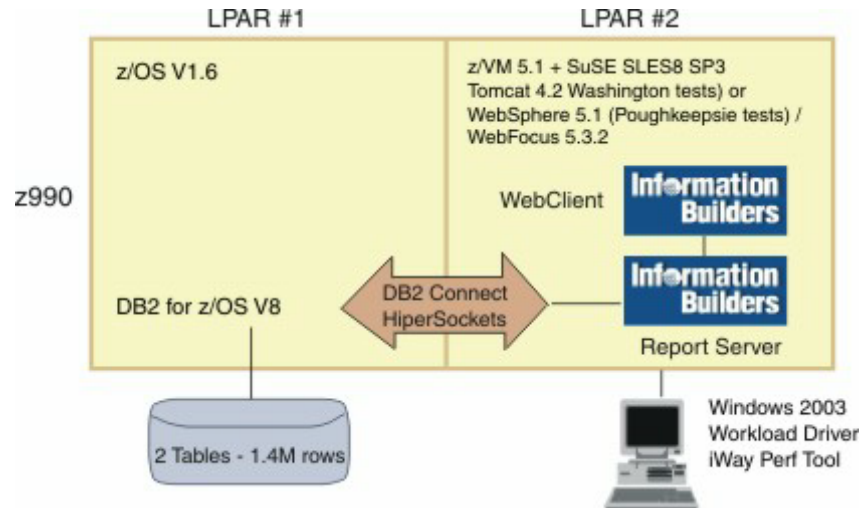 LPAR #1
LPAR #2
z990
z/OS V1.6
z/VM 5.1 + SuSE SLES8 SP3
Tomcat 4.2 Washington tests) or
WebSphere 5.1 (Poughkeepsie tests) /
WebFocus 5.3.2
WebClient
Information
Builders
DB2 for z/OS V8
DB2 Connect
HiperSockets
Information
Builders
Report Server
2 Tables - 1.4M rows
Windows 2003
Workload Driver
iWay Perf Tool